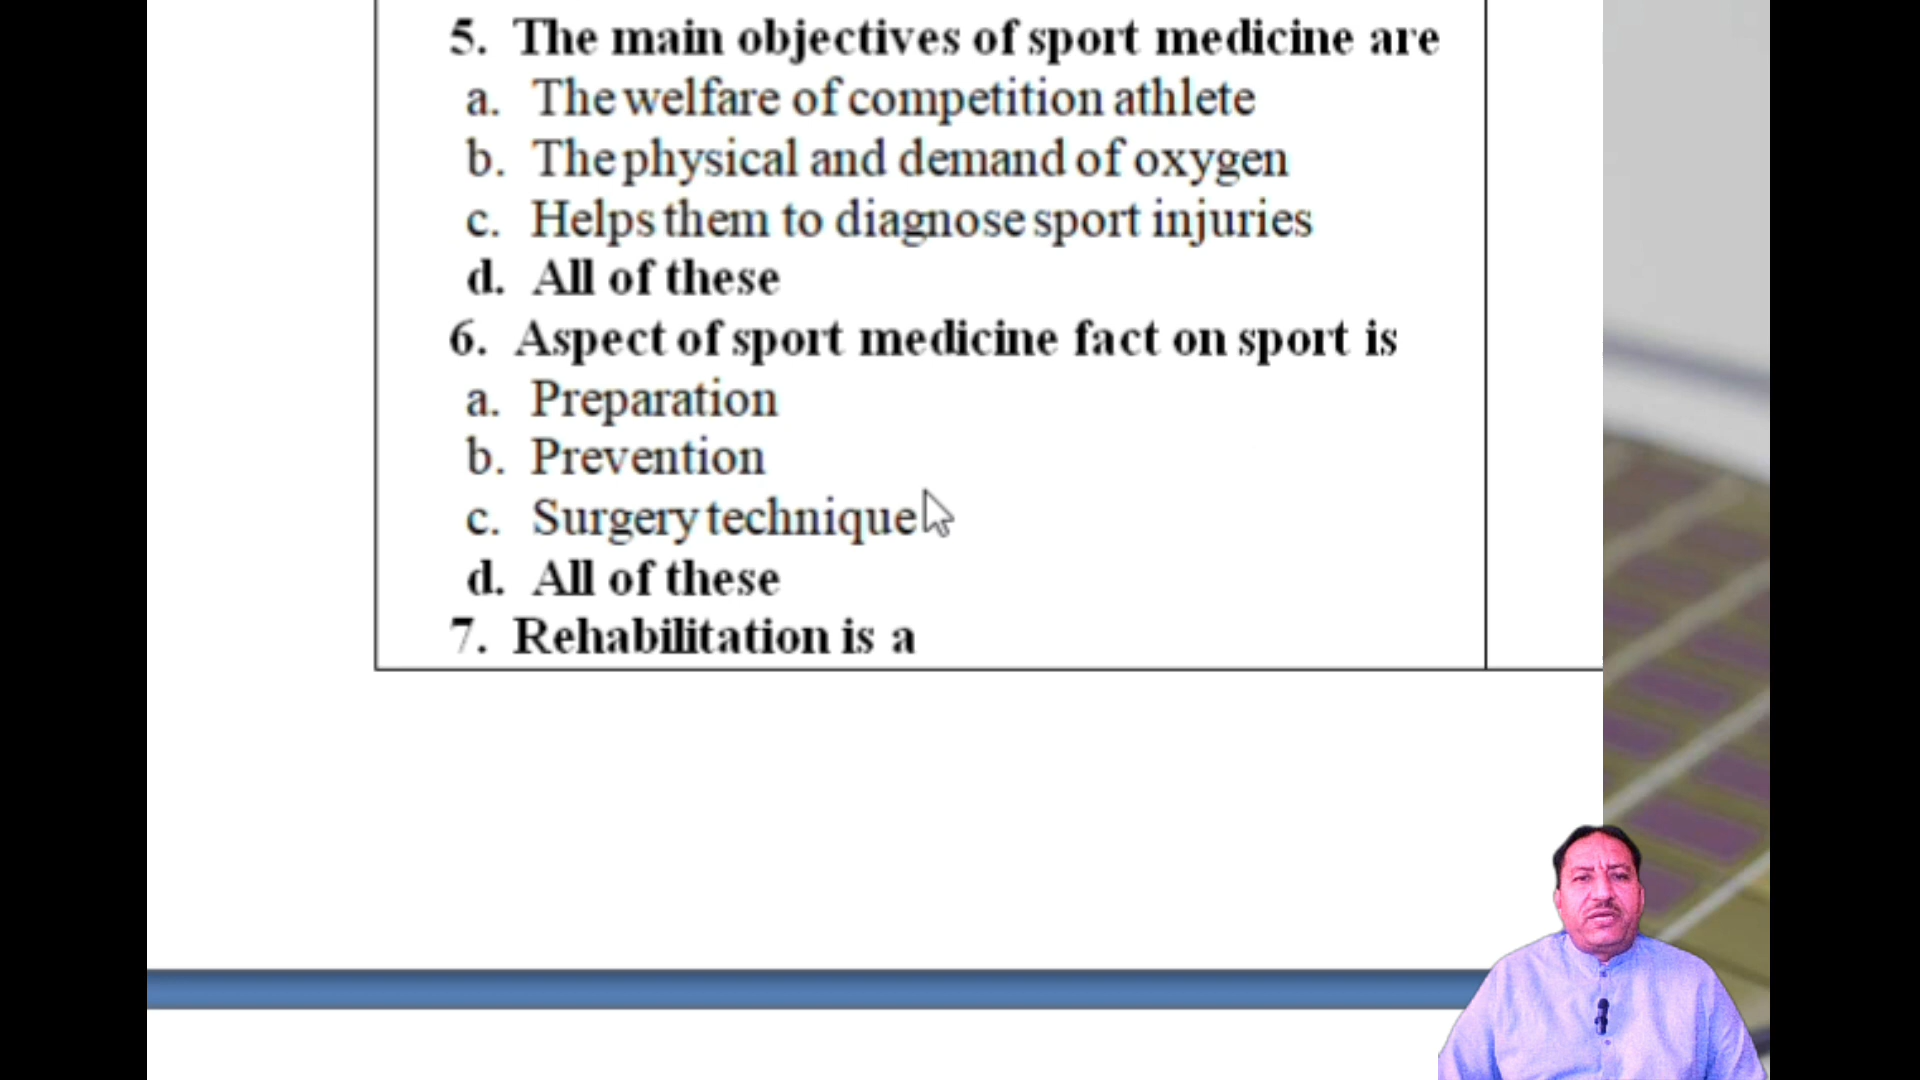 5. The main objectives of sport medicine are
a. The welfare of competition athlete
b. The physical and demand of oxygen
c. Helps them to diagnose sport injuries
d. All of these
6. Aspect of sport medicine fact on sport is
a. Preparation
b. Prevention
c. Surgery technique
d. All of these
7. Rehabilitation is a